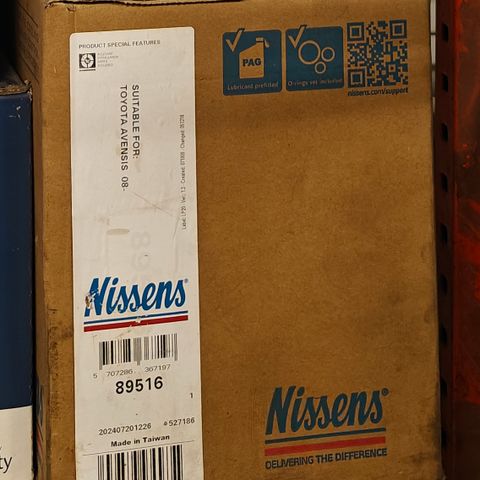 PRODUCT SPECIAL FEATURES
SUITABLE FOR:
TOYOTA AVENSIS 08-
Nissens®
5 707286 367197
89516
1
202407201226 *527186
Made in Taiwan
PAG
Lubricant prefilled
O-rings set included
nissens.com/support
Nissens®
DELIVERING THE DIFFERENCE
ty